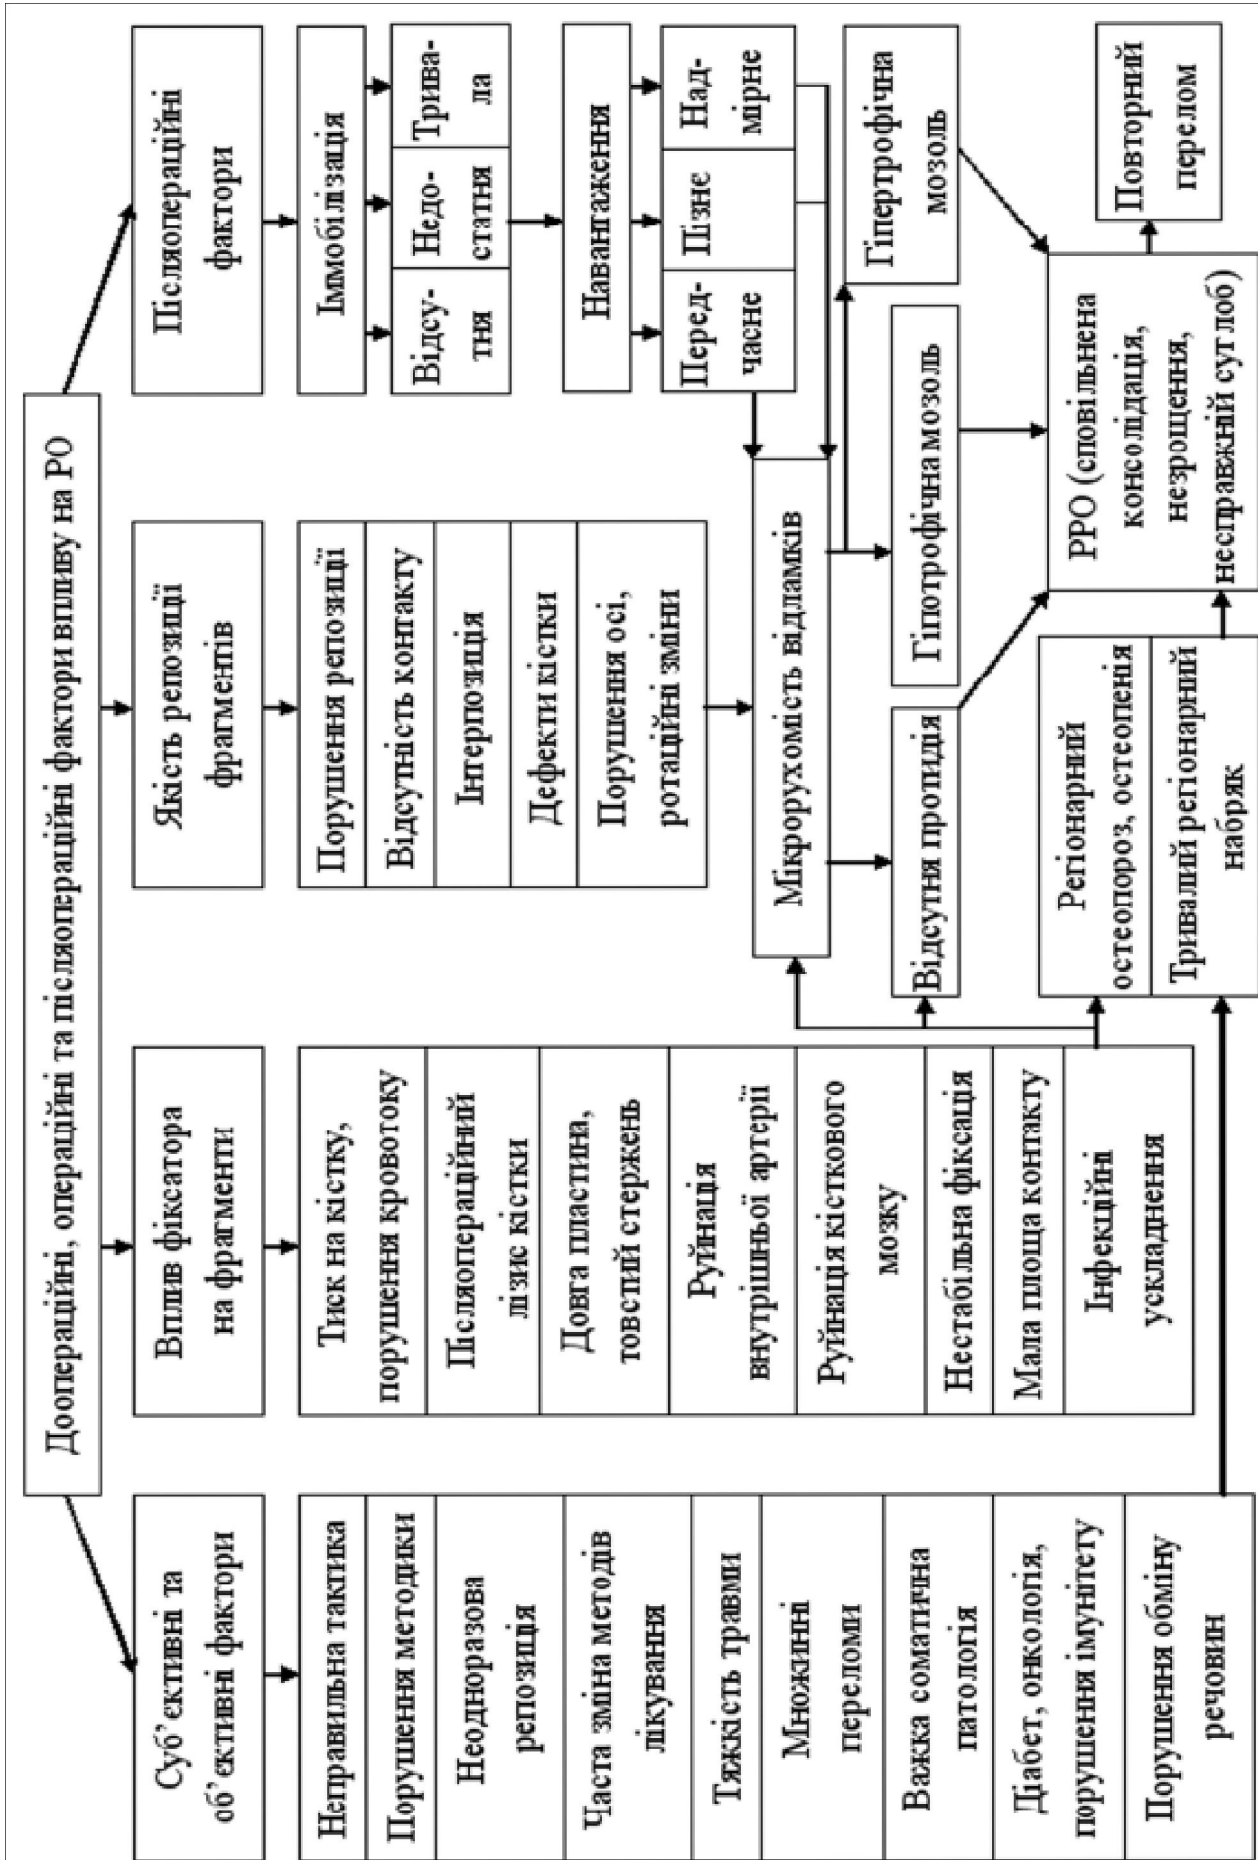 Доопераційні, операційні та післяопераційні фактори впливу на РО
Суб’єктивні та
об’єктивні фактори
Неправильна тактика
Порушення методики
Неодноразова
репозиція
Часта зміна методів
лікування
Тяжкість травми
Множинні
переломи
Важка соматична
патологія
Діабет, онкологія,
порушення імунітету
Порушення обміну
речовин
Вплив фіксатора
на фрагменти
Тиск на кістку,
порушення кровотоку
Післяопераційний
лізис кістки
Довга пластина,
товстий стержень
Руйнація
внутрішньої артерії
Руйнація кісткового
мозку
Нестабільна фіксація
Мала площа контакту
Інфекційні
ускладнення
Якість репозиції
фрагментів
Порушення репозиції
Відсутність контакту
Інтерпозиція
Дефекти кістки
Порушення осі,
ротаційні зміни
Післяопераційні
фактори
Іммобілізація
Відсу-
тня
Недо-
статня
Трива-
ла
Навантаження
Перед-
часне
Пізнє
Над-
мірне
Мікрорухомість відламків
Відсутня протидія
Гіпотрофічна мозоль
Гіпертрофічна
мозоль
Регіонарний
остеопороз, остеопенія
Тривалий регіонарний
набряк
РРО (сповільнена
консолідація,
незрощення,
несправжній суглоб)
Повторний
перелом